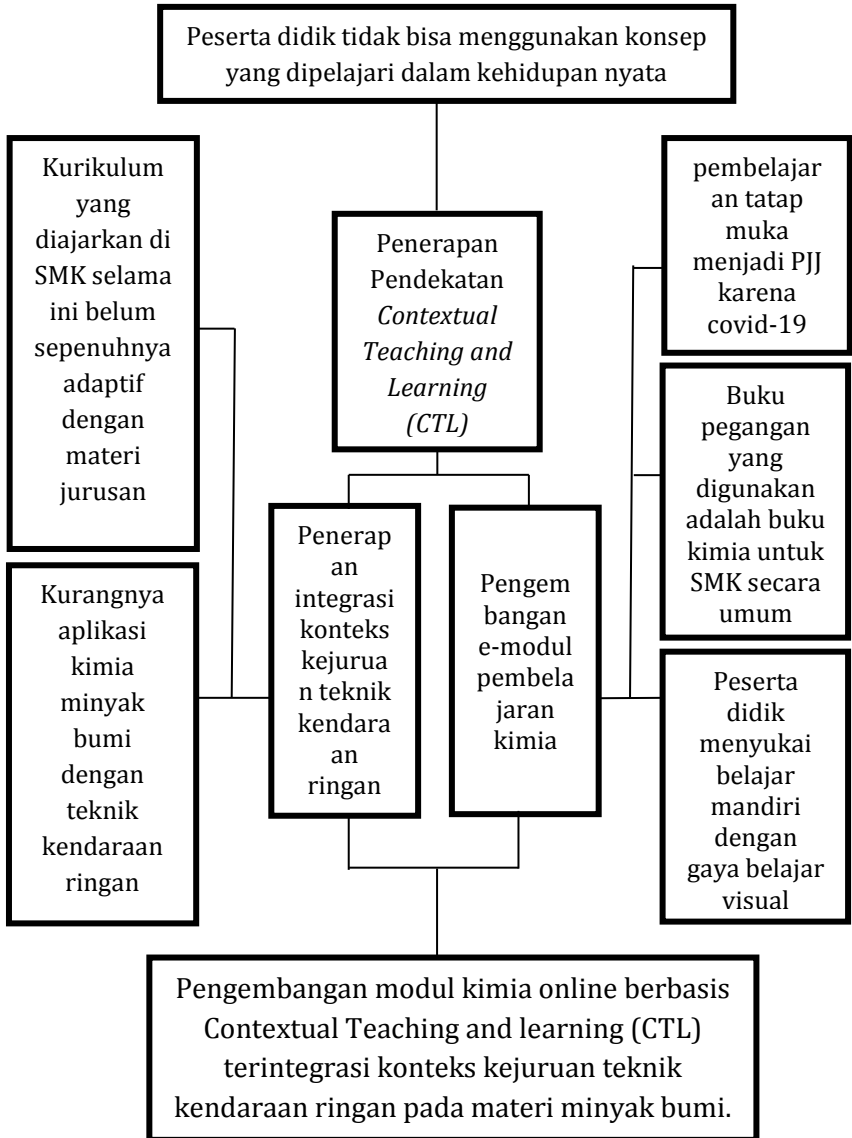 Peserta didik tidak bisa menggunakan konsep
yang dipelajari dalam kehidupan nyata
Kurikulum
yang
diajarkan di
SMK selama
ini belum
sepenuhnya
adaptif
dengan
materi
jurusan
Penerapan
Pendekatan
Contextual
Teaching and
Learning
(CTL)
pembelajar
an tatap
muka
menjadi PJJ
karena
covid-19
Buku
pegangan
yang
digunakan
adalah buku
kimia untuk
SMK secara
umum
Kurangnya
aplikasi
kimia
minyak
bumi
dengan
teknik
kendaraan
ringan
Penerap
an
integrasi
konteks
kejurua
n teknik
kendara
an
ringan
Pengem
bangan
e-modul
pembela
jaran
kimia
Peserta
didik
menyukai
belajar
mandiri
dengan
gaya belajar
visual
Pengembangan modul kimia online berbasis
Contextual Teaching and learning (CTL)
terintegrasi konteks kejuruan teknik
kendaraan ringan pada materi minyak bumi.